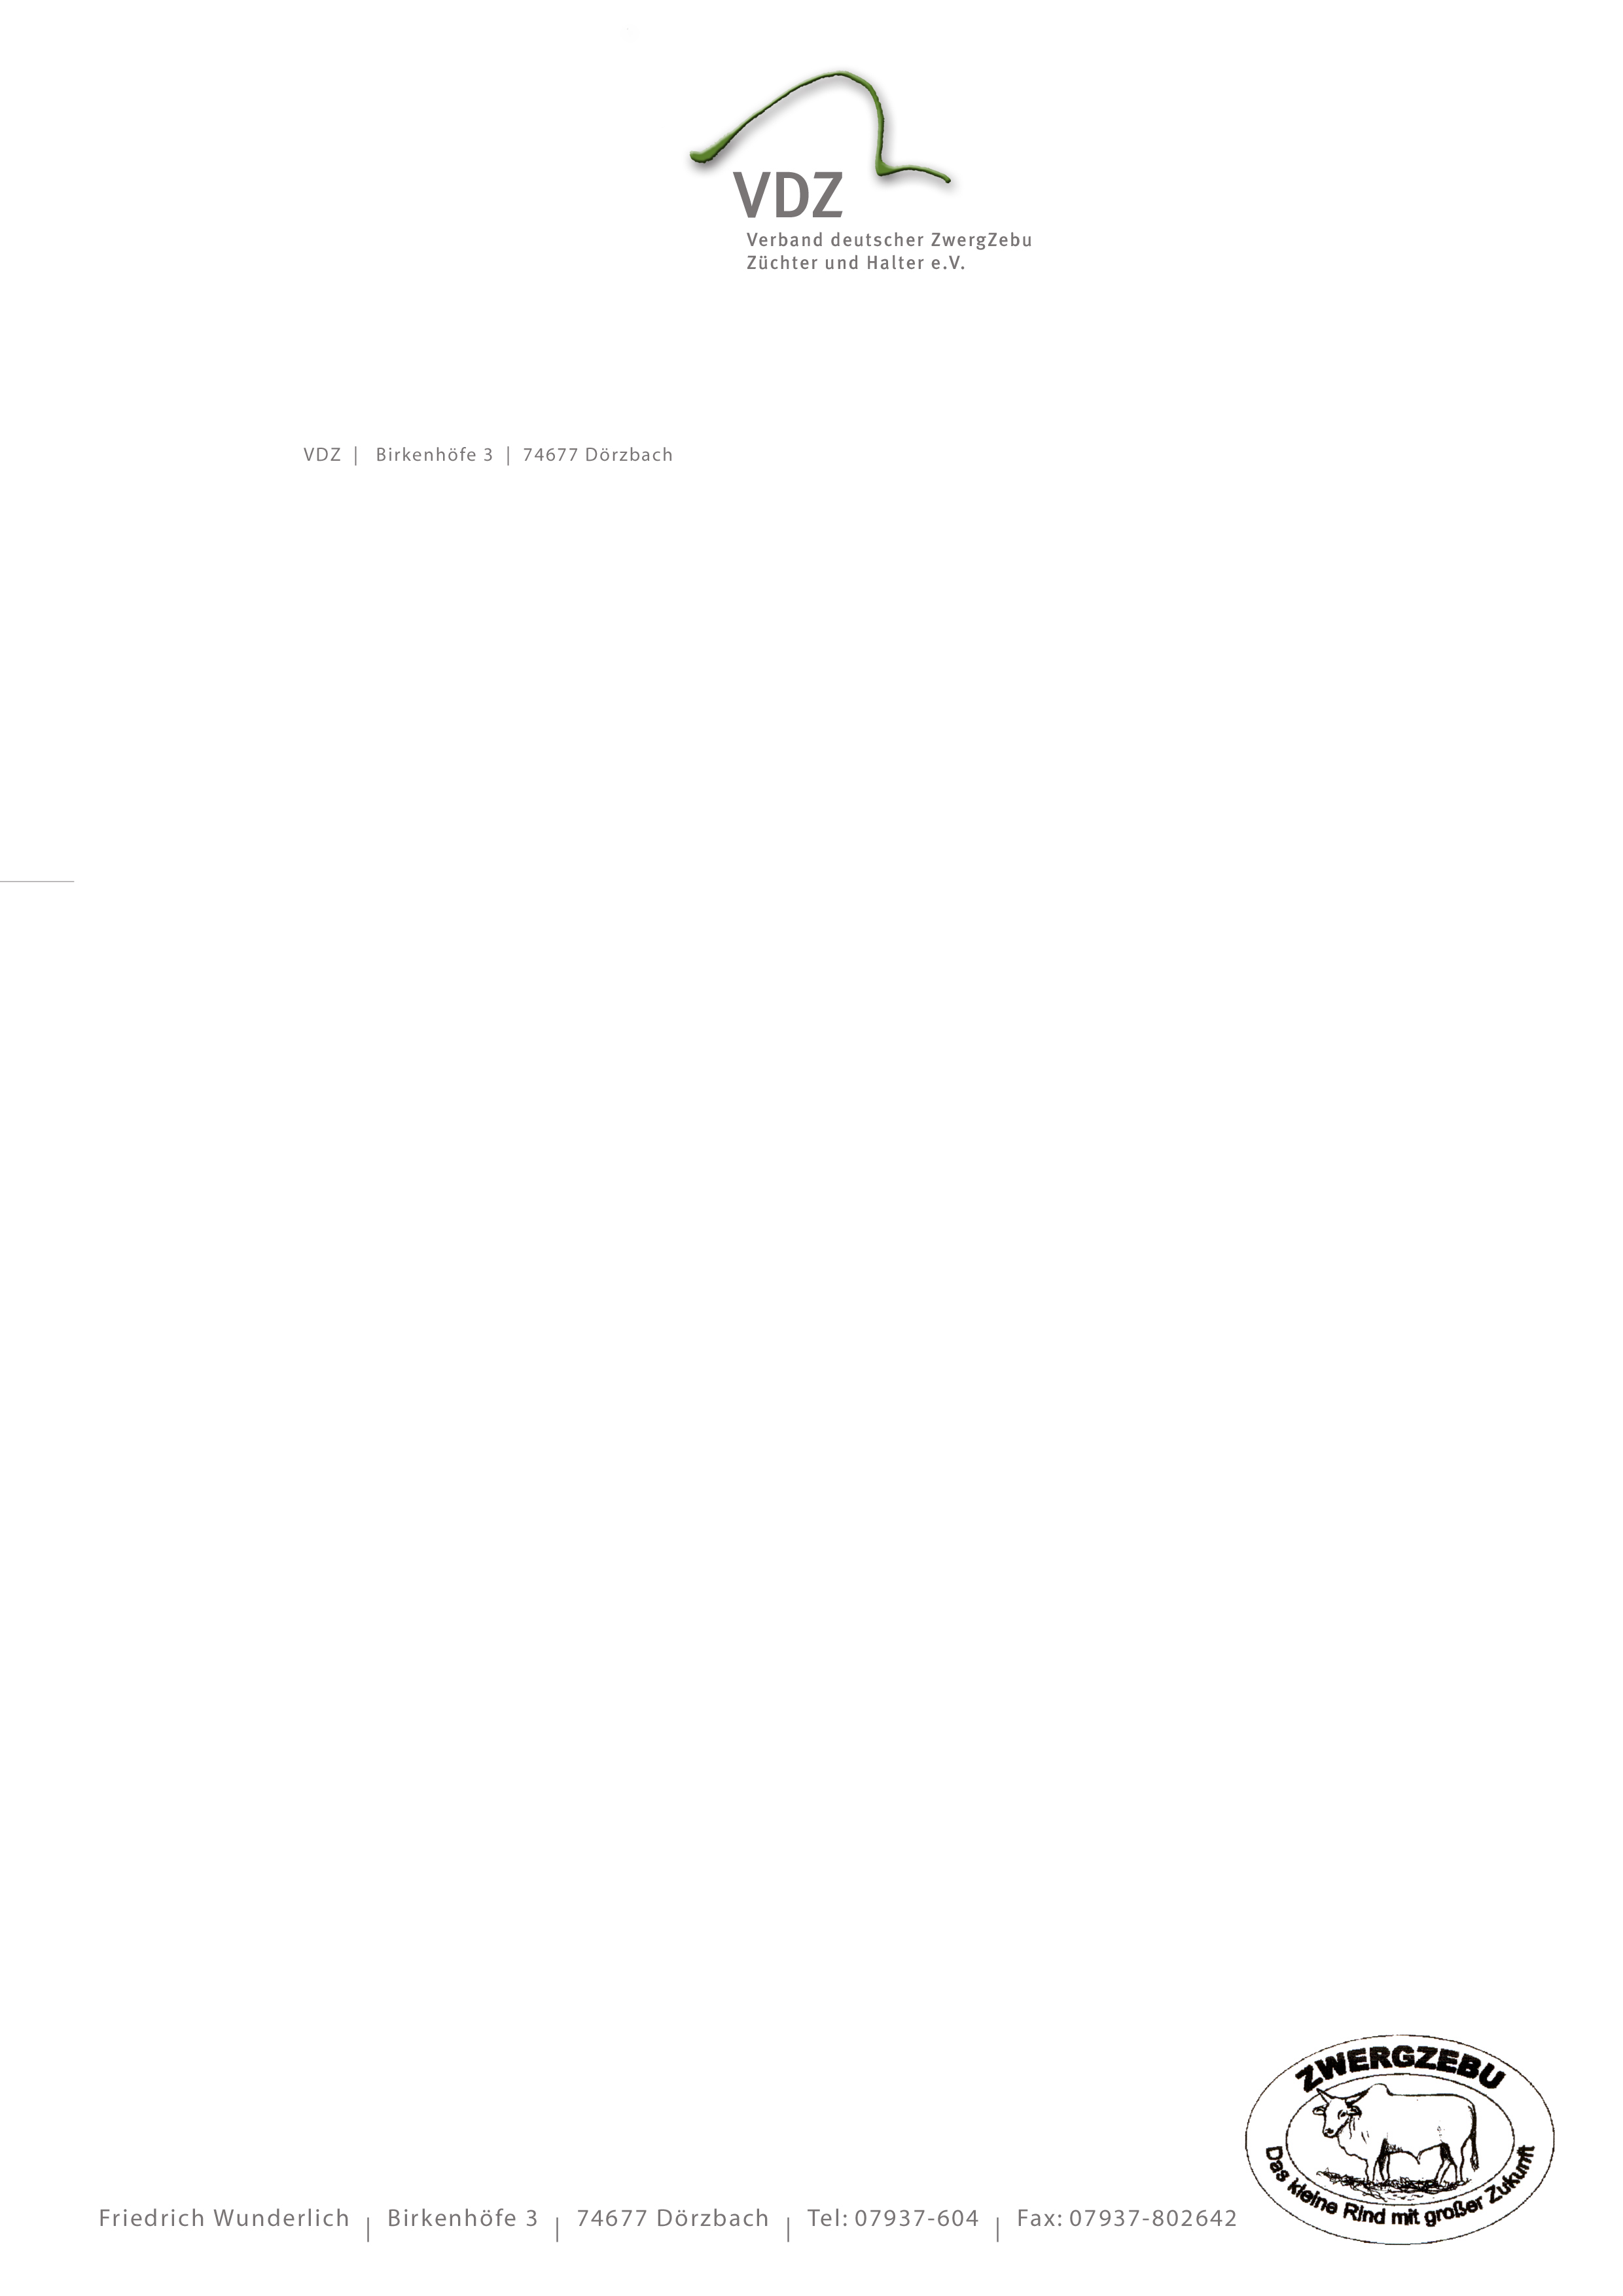 VDZ
Verband deutscher ZwergZebu
Züchter und Halter e.V.
VDZ | Birkenhöfe 3 | 74677 Dörzbach
ZWERGZEBU
Das kleine Rind mit großer Zukunft
Friedrich Wunderlich | Birkenhöfe 3 | 74677 Dörzbach | Tel: 07937-604 | Fax: 07937-802642